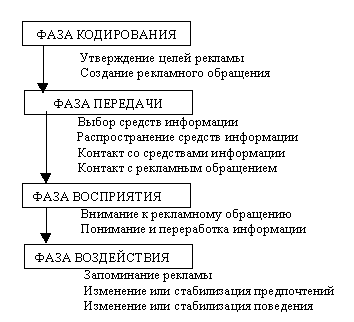 ФАЗА КОДИРОВАНИЯ
Утверждение целей рекламы
Создание рекламного обращения
ФАЗА ПЕРЕДАЧИ
Выбор средств информации
Распространение средств информации
Контакт со средствами информации
Контакт с рекламным обращением
ФАЗА ВОСПРИЯТИЯ
Внимание к рекламному обращению
Понимание и переработка информации
ФАЗА ВОЗДЕЙСТВИЯ
Запоминание рекламы
Изменение или стабилизация предпочтений
Изменение или стабилизация поведения